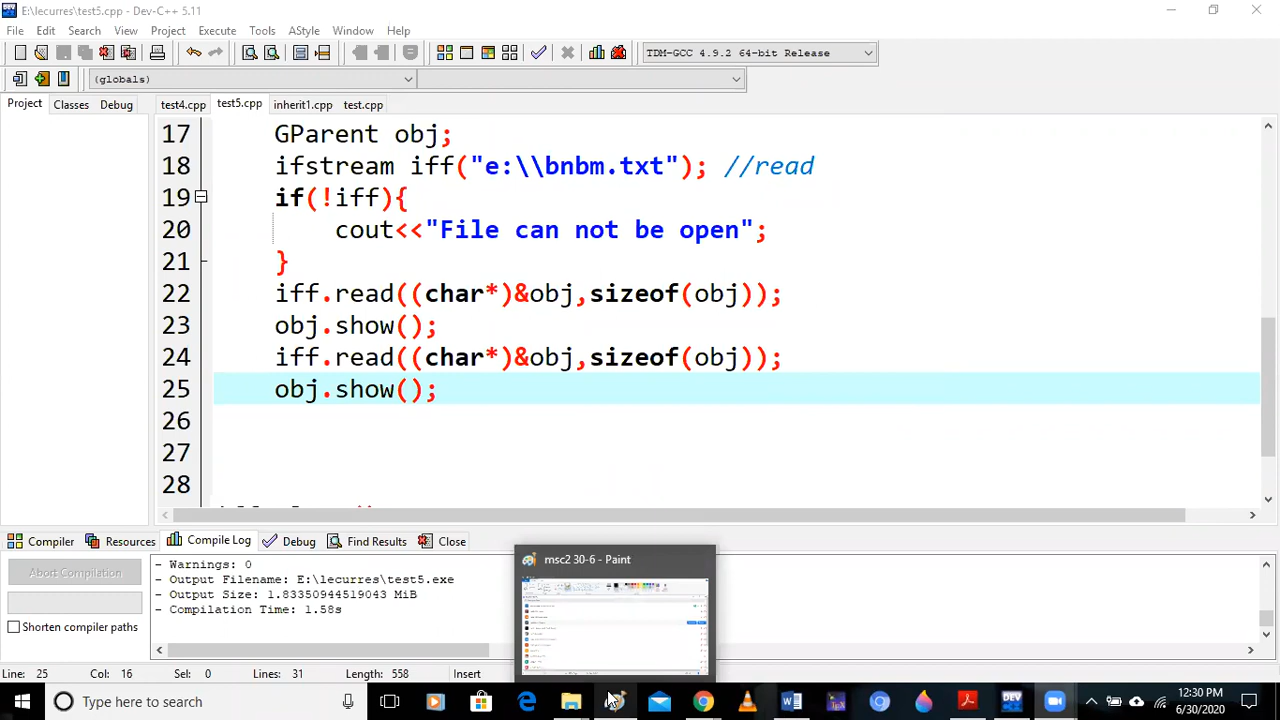 E:\lecurres\test5.cpp - Dev-C++ 5.11
File Edit Search View Project Execute Tools AStyle Window Help
TDM-GCC 4.9.2 64-bit Release
(globals)
Project Classes Debug test4.cpp test5.cpp inherit1.cpp test.cpp
17 GParent obj;
18 ifstream iff("e:\\bnbm.txt"); //read
19 if(!iff){
20 cout<<"File can not be open";
21 }
22 iff.read((char*)&obj,sizeof(obj));
23 obj.show();
24 iff.read((char*)&obj,sizeof(obj));
25 obj.show();
26
27
28
Compiler Resources Compile Log Debug Find Results Close
Abort Compilation
Shorten compiler paths
- Warnings: 0
- Output Filename: E:\lecurres\test5.exe
- Output Size: 1.83380944519043 MiB
- Compilation Time: 1.58s
msc2 30-6 - Paint
Line: 25 Col: 16 Sel: 0 Lines: 31 Length: 558 Insert
Type here to search
12:30 PM
6/30/2020